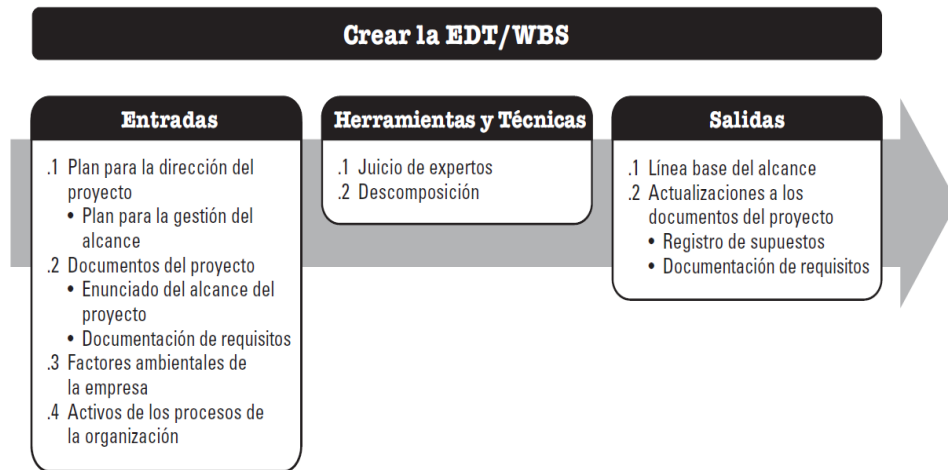 Crear la EDT/WBS
Entradas
.1 Plan para la dirección del
proyecto
• Plan para la gestión del
alcance
.2 Documentos del proyecto
• Enunciado del alcance del
proyecto
• Documentación de requisitos
.3 Factores ambientales de
la empresa
.4 Activos de los procesos de
la organización
Herramientas y Técnicas
.1 Juicio de expertos
.2 Descomposición
Salidas
.1 Línea base del alcance
.2 Actualizaciones a los
documentos del proyecto
• Registro de supuestos
• Documentación de requisitos